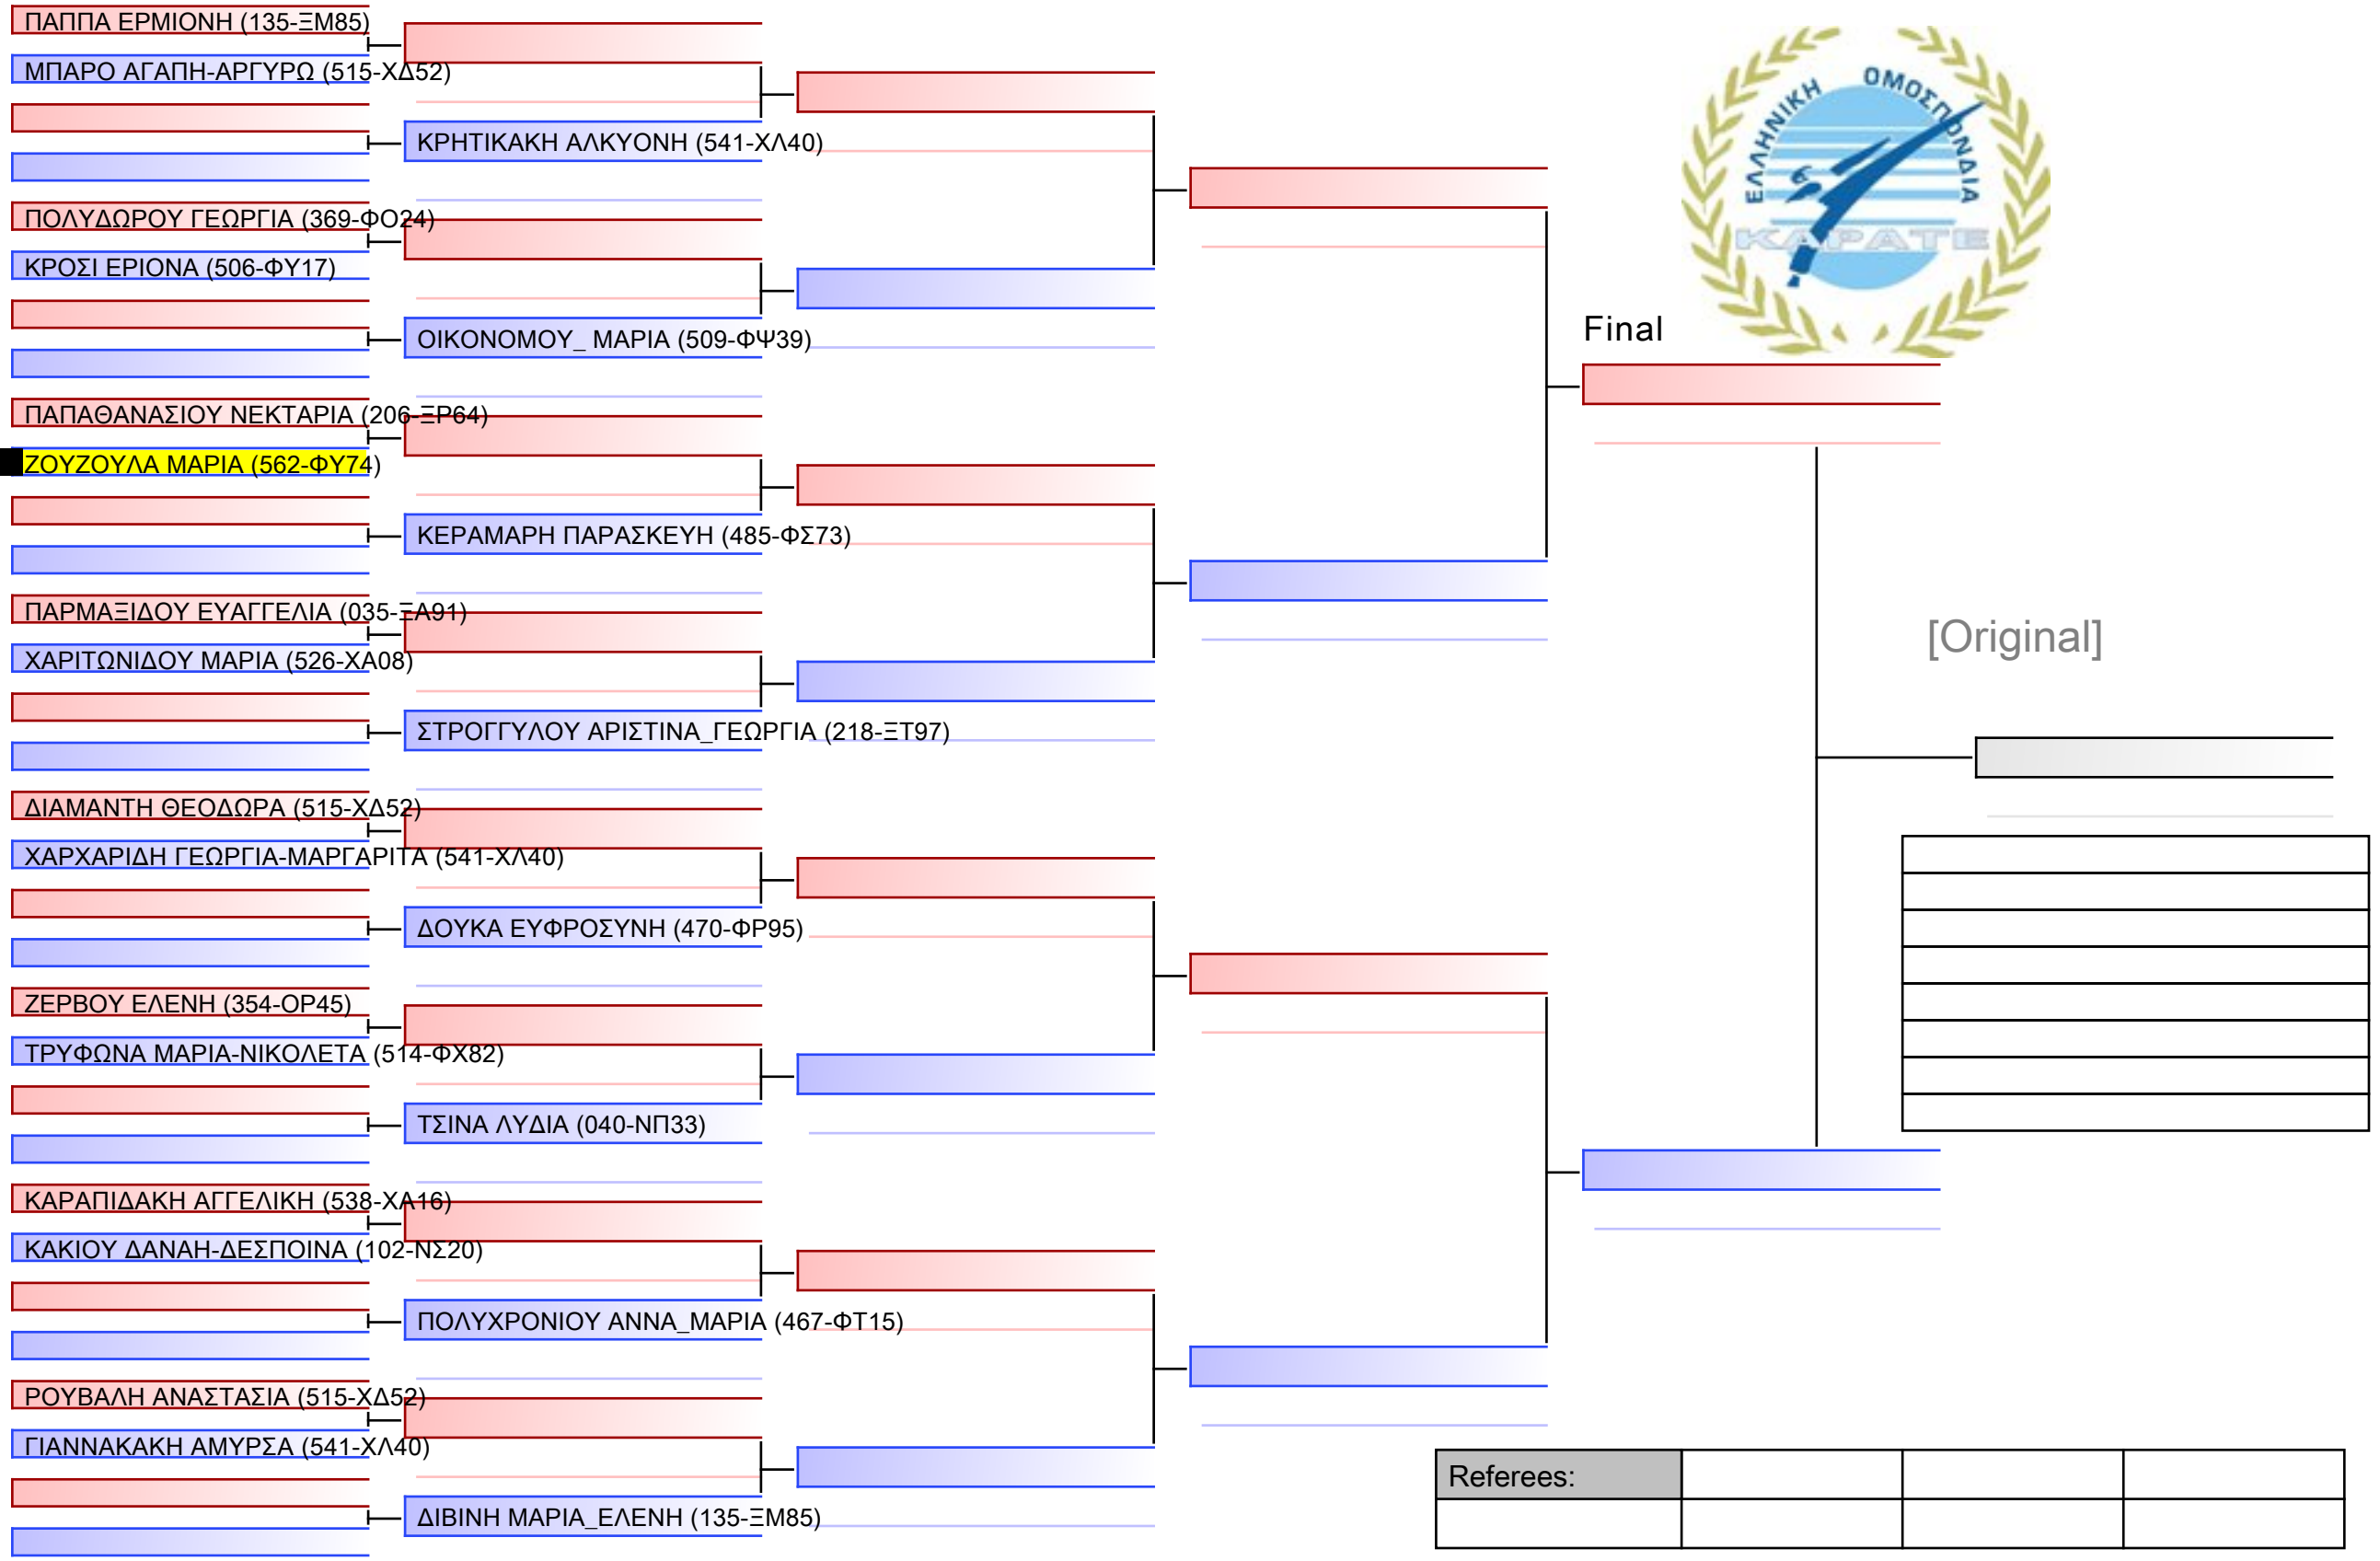 ΠΑΠΠΑ ΕΡΜΙΟΝΗ (135-ΞΜ85)
ΜΠΑΡΟ ΑΓΑΠΗ-ΑΡΓΥΡΩ (515-ΧΔ52)
ΚΡΗΤΙΚΑΚΗ ΑΛΚΥΟΝΗ (541-ΧΛ40)
ΠΟΛΥΔΩΡΟΥ ΓΕΩΡΓΙΑ (369-ΦΟ24)
ΚΡΟΣΙ ΕΡΙΟΝΑ (506-ΦΥ17)
ΟΙΚΟΝΟΜΟΥ_ ΜΑΡΙΑ (509-ΦΨ39)
ΠΑΠΑΘΑΝΑΣΙΟΥ ΝΕΚΤΑΡΙΑ (206-ΞΡ64)
ΖΟΥΖΟΥΛΑ ΜΑΡΙΑ (562-ΦΥ74)
ΚΕΡΑΜΑΡΗ ΠΑΡΑΣΚΕΥΗ (485-ΦΣ73)
ΠΑΡΜΑΞΙΔΟΥ ΕΥΑΓΓΕΛΙΑ (035-ΞΑ91)
ΧΑΡΙΤΩΝΙΔΟΥ ΜΑΡΙΑ (526-ΧΑ08)
ΣΤΡΟΓΓΥΛΟΥ ΑΡΙΣΤΙΝΑ_ΓΕΩΡΓΙΑ (218-ΞΤ97)
ΔΙΑΜΑΝΤΗ ΘΕΟΔΩΡΑ (515-ΧΔ52)
ΧΑΡΧΑΡΙΔΗ ΓΕΩΡΓΙΑ-ΜΑΡΓΑΡΙΤΑ (541-ΧΛ40)
ΔΟΥΚΑ ΕΥΦΡΟΣΥΝΗ (470-ΦΡ95)
ΖΕΡΒΟΥ ΕΛΕΝΗ (354-ΟΡ45)
ΤΡΥΦΩΝΑ ΜΑΡΙΑ-ΝΙΚΟΛΕΤΑ (514-ΦΧ82)
ΤΣΙΝΑ ΛΥΔΙΑ (040-ΝΠ33)
ΚΑΡΑΠΙΔΑΚΗ ΑΓΓΕΛΙΚΗ (538-ΧΑ16)
ΚΑΚΙΟΥ ΔΑΝΑΗ-ΔΕΣΠΟΙΝΑ (102-ΝΣ20)
ΠΟΛΥΧΡΟΝΙΟΥ ΑΝΝΑ_ΜΑΡΙΑ (467-ΦΤ15)
ΡΟΥΒΑΛΗ ΑΝΑΣΤΑΣΙΑ (515-ΧΔ52)
ΓΙΑΝΝΑΚΑΚΗ ΑΜΥΡΣΑ (541-ΧΛ40)
ΔΙΒΙΝΗ ΜΑΡΙΑ_ΕΛΕΝΗ (135-ΞΜ85)
ΕΛΛΗΝΙΚΗ ΟΜΟΣΠΟΝΔΙΑ
ΚΑΡΑΤΕ
Final
[Original]
Referees: